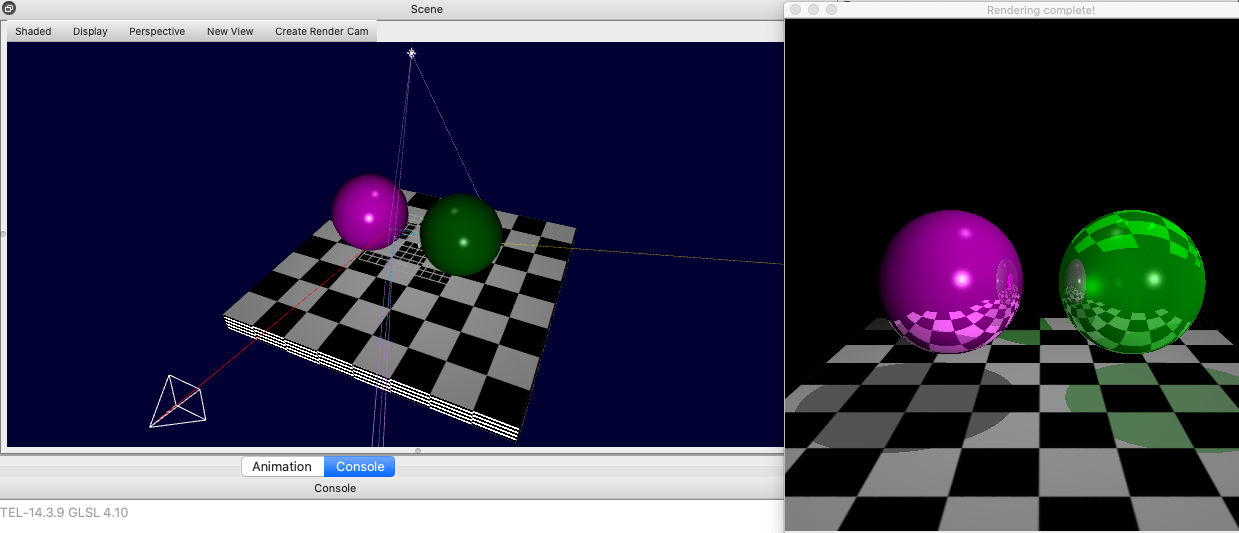 Scene
Rendering complete!
Shaded Display Perspective New View Create Render Cam
Animation Console
Console
TEL-14.3.9 GLSL 4.10